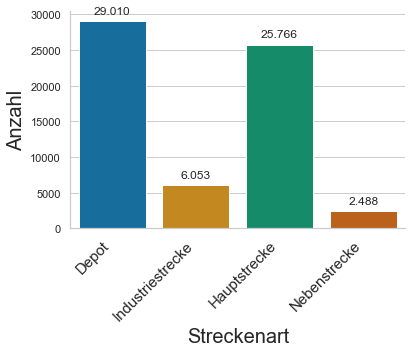 29.010
6.053
25.766
2.488
30000
25000
20000
15000
10000
5000
0
Anzahl
Depot
Industriestrecke
Hauptstrecke
Nebenstrecke
Streckenart